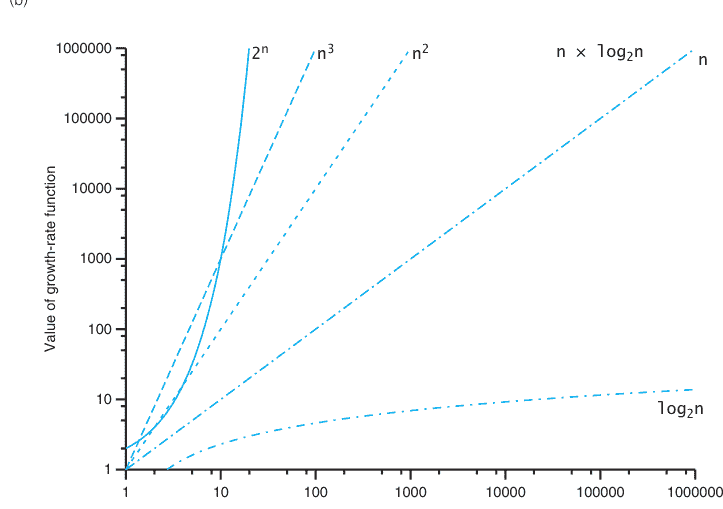 (b)
1000000
100000
10000
1000
100
10
1
Value of growth-rate function
2ⁿ
n³
n²
n × log₂n
n
log₂n
1 10 100 1000 10000 100000 1000000